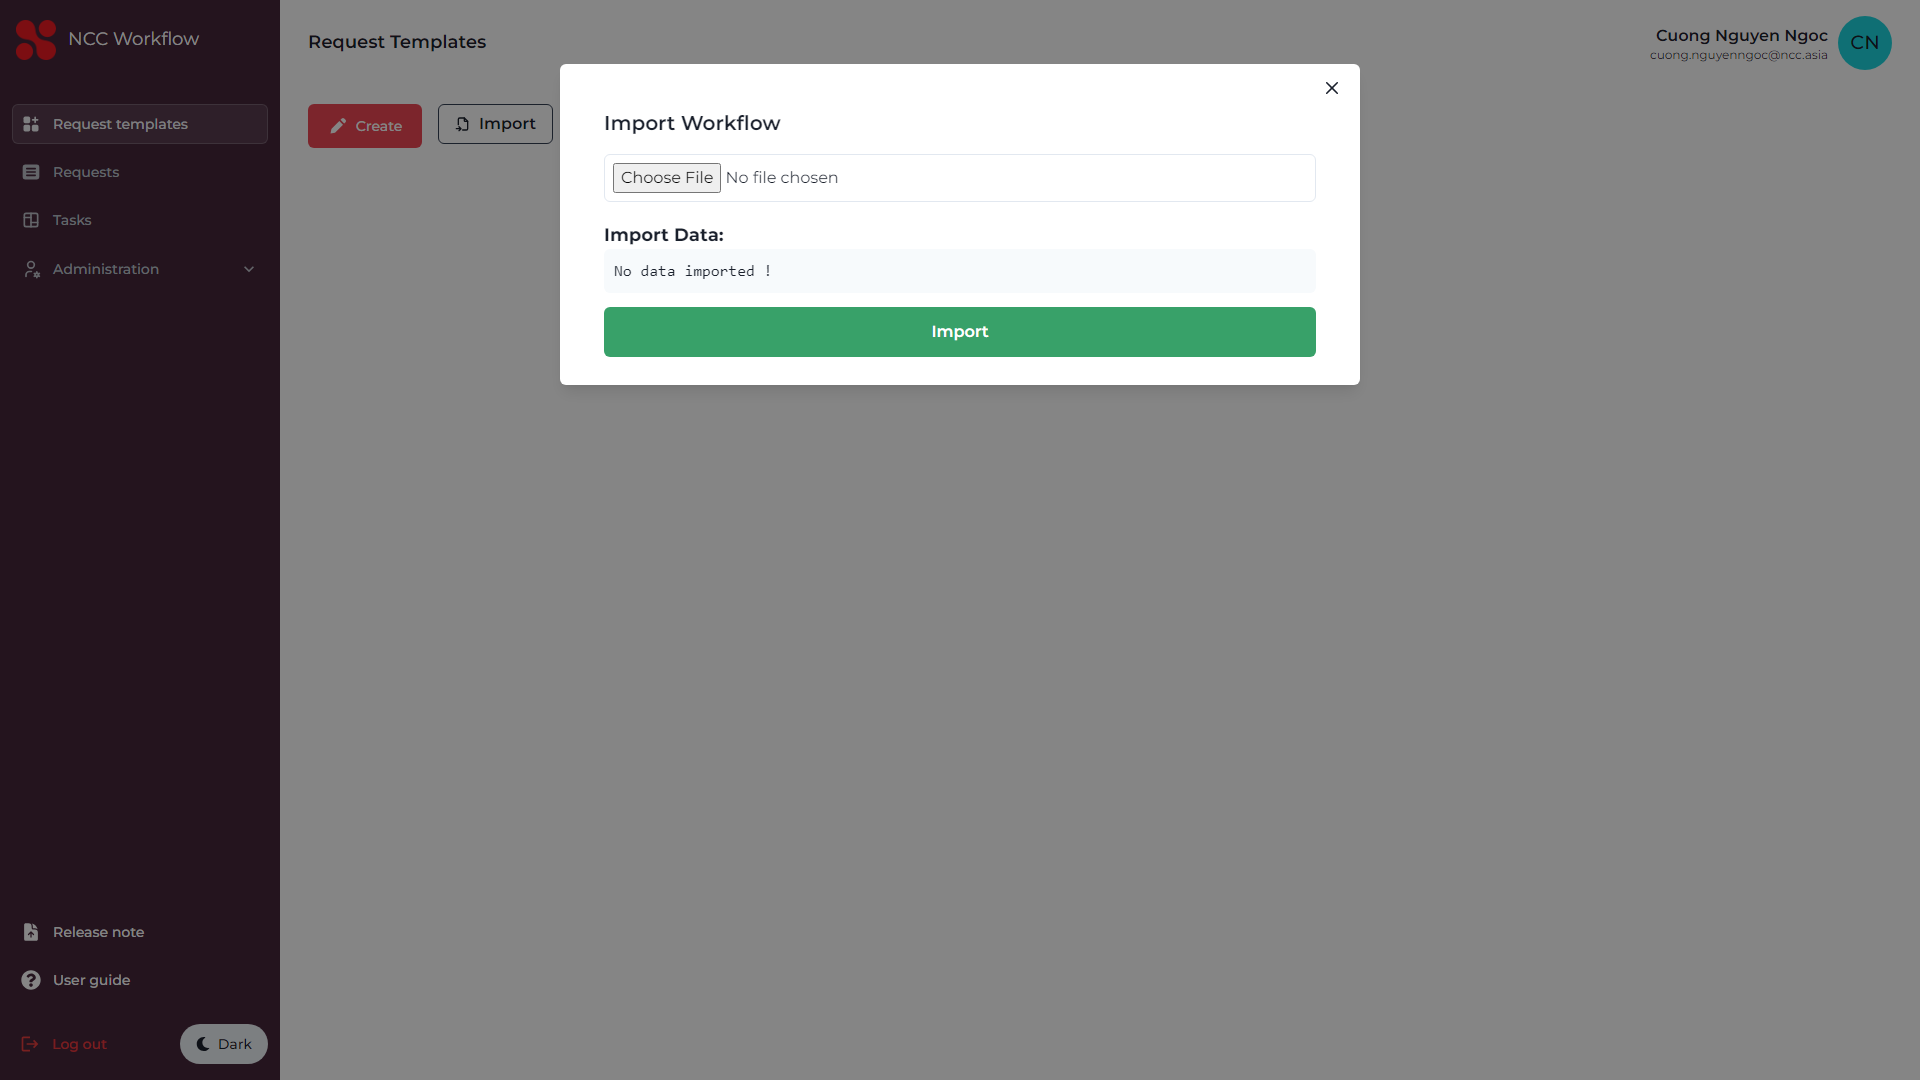 NCC Workflow
Request templates
Requests
Tasks
Administration
Release note
User guide
Log out
Dark
Request Templates
Cuong Nguyen Ngoc
cuong.nguyenngoc@ncc.asia
CN
Create
Import
Import Workflow
Choose File No file chosen
Import Data:
No data imported !
Import